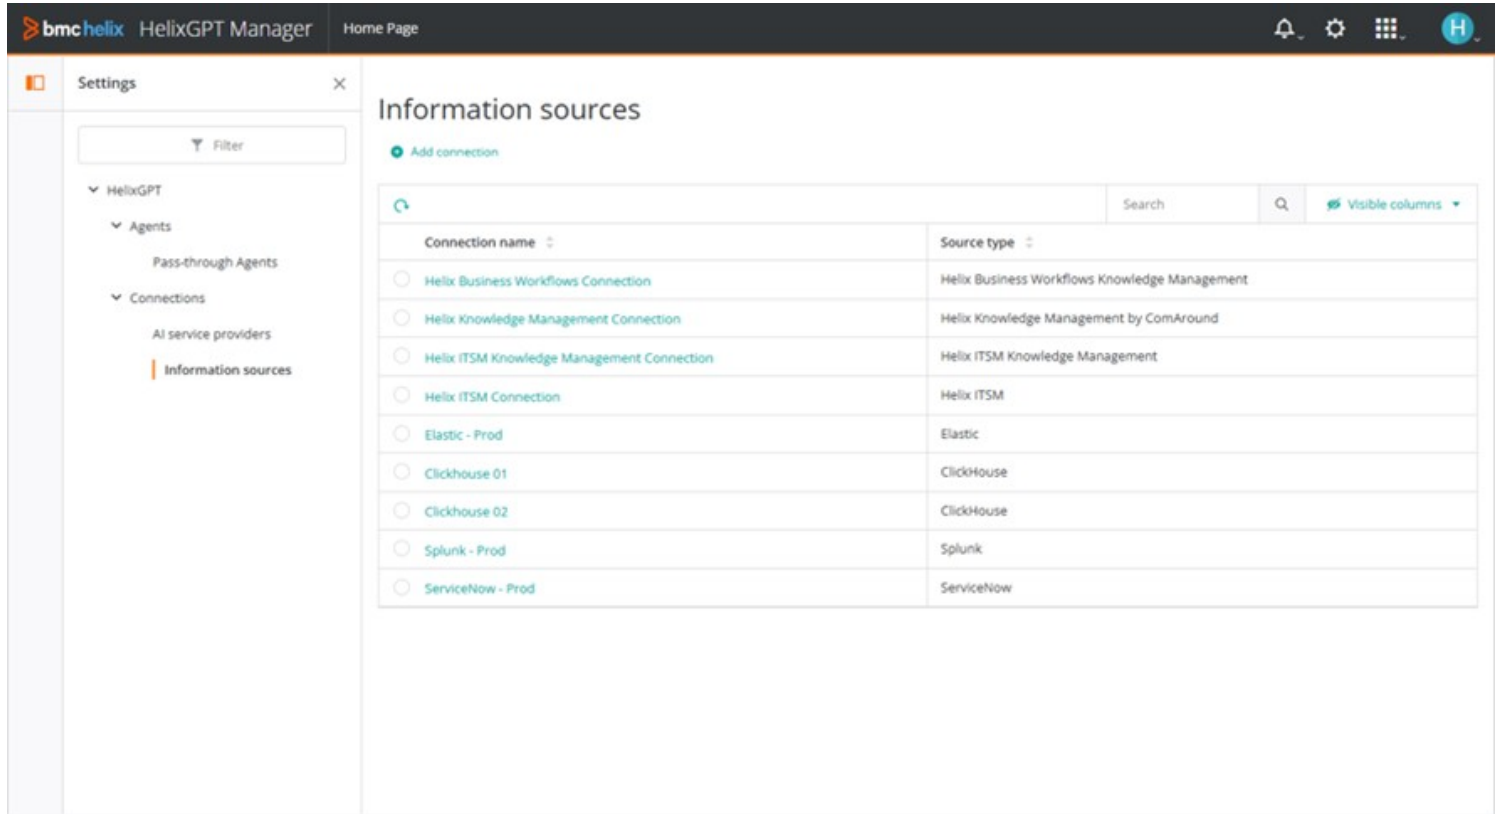 bmc helix HelixGPT Manager Home Page H
Settings
Filter
HelixGPT
Agents
Pass-through Agents
Connections
AI service providers
Information sources
Information sources
Add connection
Search Visible columns
Connection name Source type
Helix Business Workflows Connection Helix Business Workflows Knowledge Management
Helix Knowledge Management Connection Helix Knowledge Management by ComAround
Helix ITSM Knowledge Management Connection Helix ITSM Knowledge Management
Helix ITSM Connection Helix ITSM
Elastic - Prod Elastic
Clickhouse 01 ClickHouse
Clickhouse 02 ClickHouse
Splunk - Prod Splunk
ServiceNow - Prod ServiceNow